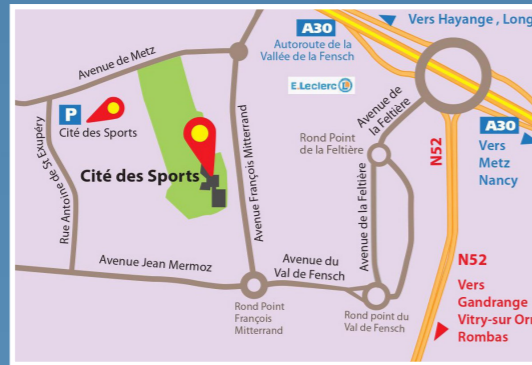 Vers Hayange , Long
A30
Autoroute de la
Vallée de la Fensch
E.Leclerc L
Avenue de Metz
P
Cité des Sports
Cité des Sports
Rue Antoine de St Exupéry
Avenue François Mitterrand
Avenue de
la Feltière
Rond Point
de la Feltière
Avenue de la Feltière
N52
A30
Vers
Metz
Nancy
Avenue Jean Mermoz
Avenue du
Val de Fensch
Rond Point
François
Mitterrand
Rond point du
Val de Fensch
N52
Vers
Gandrange
Vitry-sur Orn
Rombas